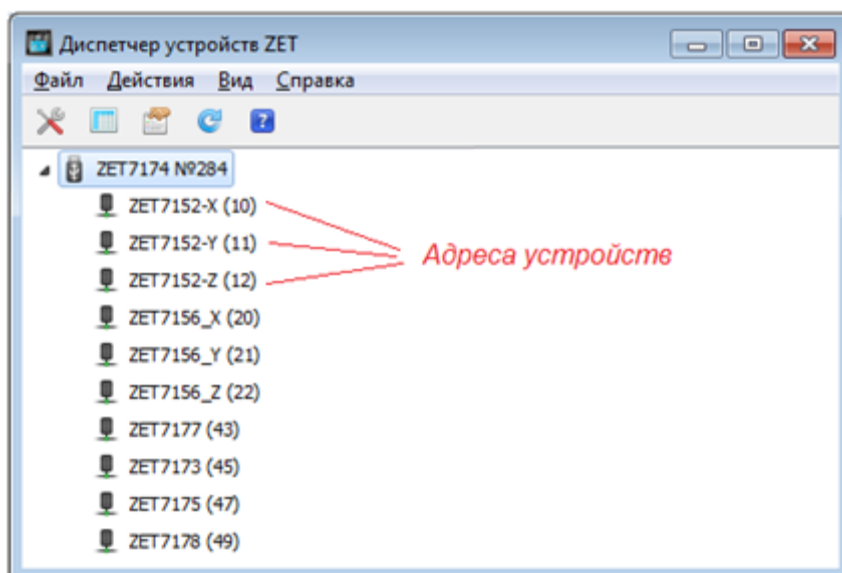 Диспетчер устройств ZET
Файл Действия Вид Справка
ZET7174 №284
ZET7152-X (10)
ZET7152-Y (11)
ZET7152-Z (12)
Адреса устройств
ZET7156_X (20)
ZET7156_Y (21)
ZET7156_Z (22)
ZET7177 (43)
ZET7173 (45)
ZET7175 (47)
ZET7178 (49)